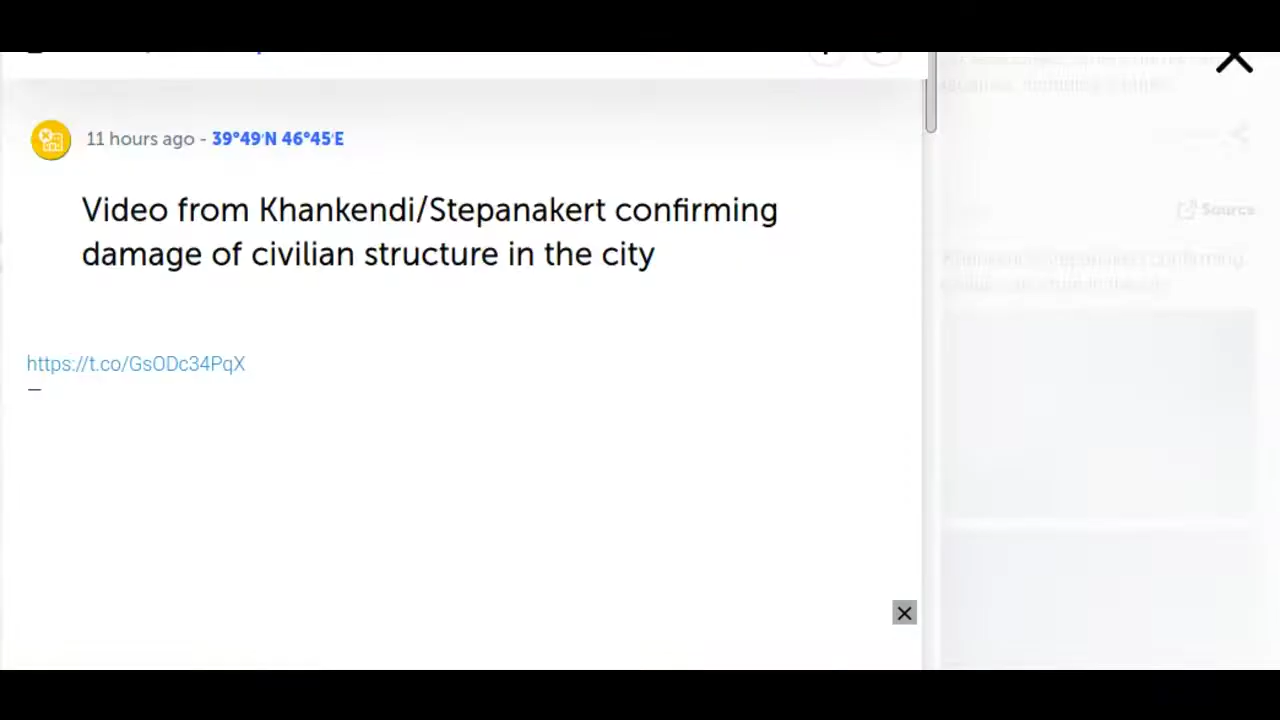 11 hours ago - 39°49′N 46°45′E
Source
Video from Khankendi/Stepanakert confirming
damage of civilian structure in the city
https://t.co/GsODc34PqX
—